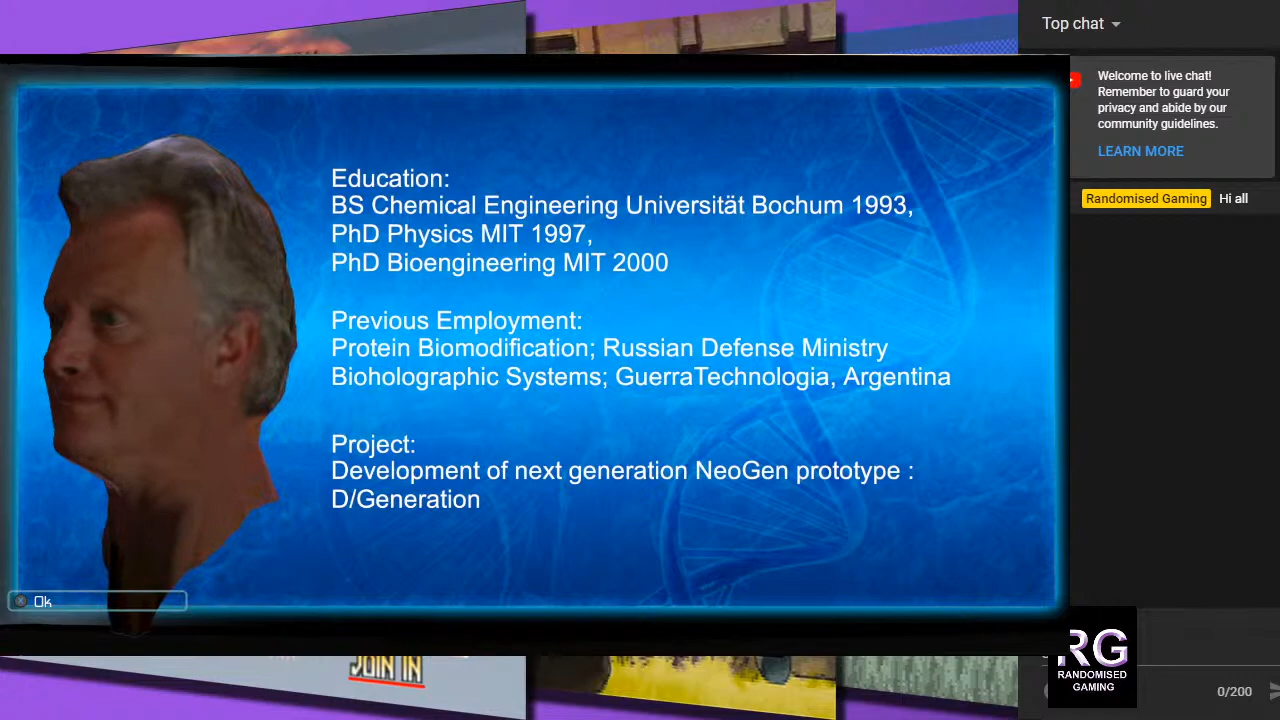 Top chat
Welcome to live chat!
Remember to guard your
privacy and abide by our
community guidelines.
LEARN MORE
Randomised Gaming Hi all
Education:
BS Chemical Engineering Universität Bochum 1993,
PhD Physics MIT 1997,
PhD Bioengineering MIT 2000
Previous Employment:
Protein Biomodification; Russian Defense Ministry
Bioholographic Systems; GuerraTechnologia, Argentina
Project:
Development of next generation NeoGen prototype :
D/Generation
Ok
JOIN IN
RG
RANDOMISED
GAMING
0/200